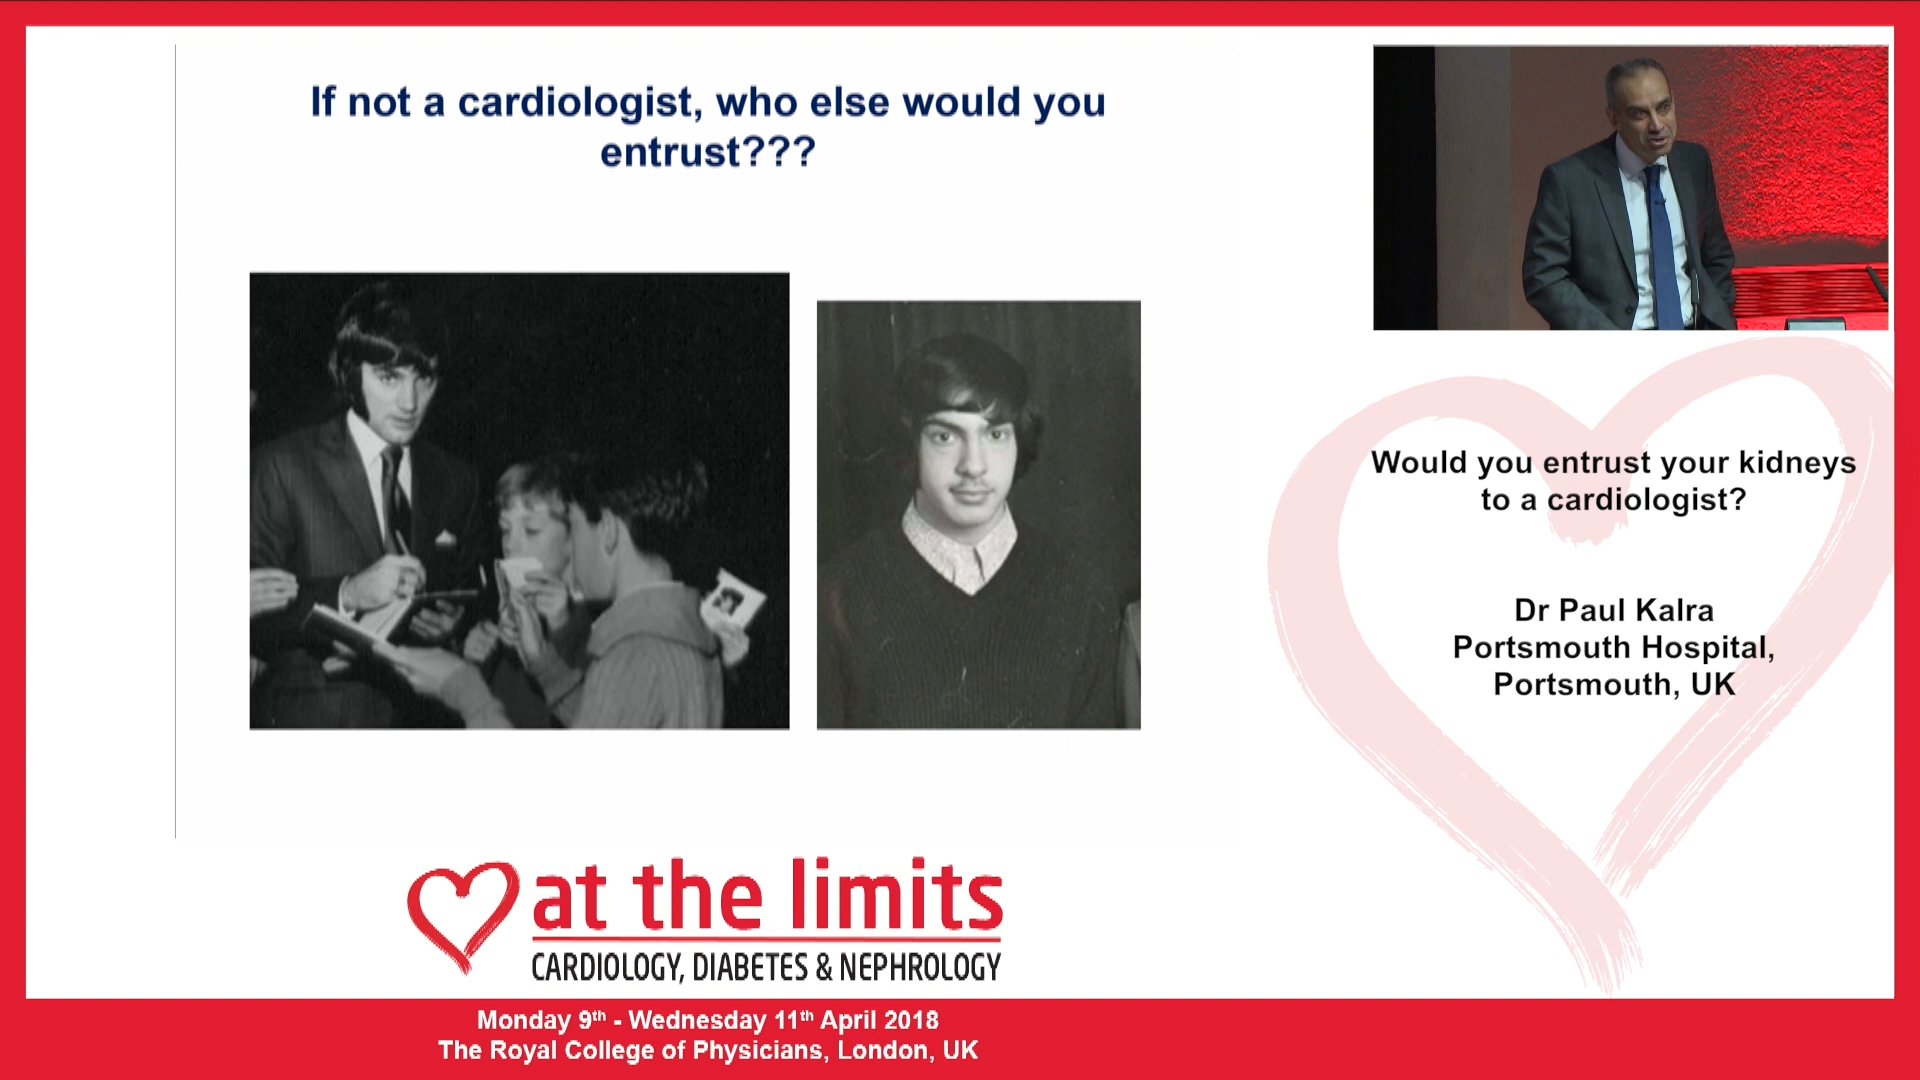 If not a cardiologist, who else would you
entrust???
Would you entrust your kidneys
to a cardiologist?
Dr Paul Kalra
Portsmouth Hospital,
Portsmouth, UK
at the limits
CARDIOLOGY, DIABETES & NEPHROLOGY
Monday 9th - Wednesday 11th April 2018
The Royal College of Physicians, London, UK